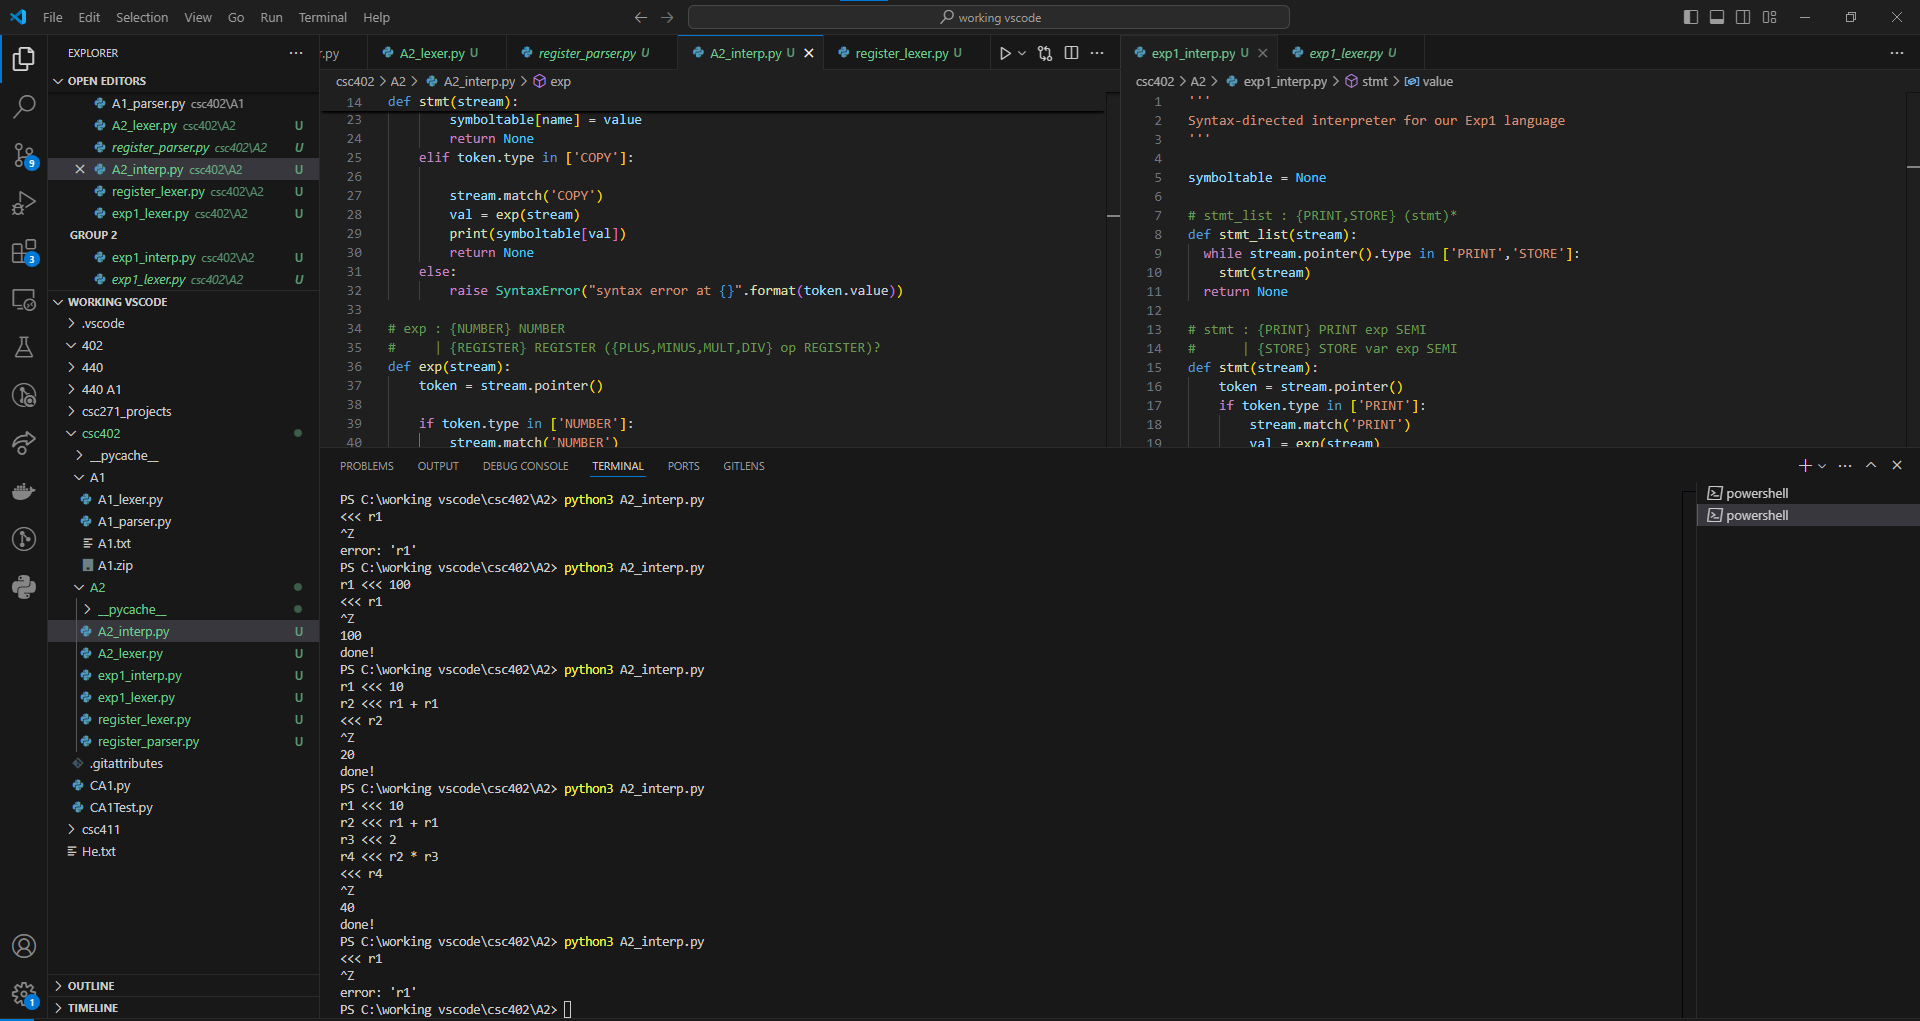 File Edit Selection View Go Run Terminal Help
working vscode
EXPLORER
OPEN EDITORS
A1_parser.py csc402\A1
A2_lexer.py csc402\A2 U
register_parser.py csc402\A2 U
A2_interp.py csc402\A2 U
register_lexer.py csc402\A2 U
exp1_lexer.py csc402\A2 U
GROUP 2
exp1_interp.py csc402\A2 U
exp1_lexer.py csc402\A2 U
WORKING VSCODE
.vscode
402
440
440 A1
csc271_projects
csc402
__pycache__
A1
A1_lexer.py
A1_parser.py
A1.txt
A1.zip
A2
__pycache__
A2_interp.py U
A2_lexer.py U
exp1_interp.py U
exp1_lexer.py U
register_lexer.py U
register_parser.py U
.gitattributes
CA1.py
CA1Test.py
csc411
He.txt
OUTLINE
TIMELINE
9
3
1
r.py A2_lexer.py U register_parser.py U A2_interp.py U register_lexer.py U
csc402 > A2 > A2_interp.py > exp
14 def stmt(stream):
23 symboltable[name] = value
24 return None
25 elif token.type in ['COPY']:
26
27 stream.match('COPY')
28 val = exp(stream)
29 print(symboltable[val])
30 return None
31 else:
32 raise SyntaxError("syntax error at {}".format(token.value))
33
34 # exp : {NUMBER} NUMBER
35 # | {REGISTER} REGISTER ({PLUS,MINUS,MULT,DIV} op REGISTER)?
36 def exp(stream):
37 token = stream.pointer()
38
39 if token.type in ['NUMBER']:
40 stream.match('NUMBER')
exp1_interp.py U exp1_lexer.py U
csc402 > A2 > exp1_interp.py > stmt > value
1 '''
2 Syntax-directed interpreter for our Exp1 language
3 '''
4
5 symboltable = None
6
7 # stmt_list : {PRINT,STORE} (stmt)*
8 def stmt_list(stream):
9 while stream.pointer().type in ['PRINT','STORE']:
10 stmt(stream)
11 return None
12
13 # stmt : {PRINT} PRINT exp SEMI
14 # | {STORE} STORE var exp SEMI
15 def stmt(stream):
16 token = stream.pointer()
17 if token.type in ['PRINT']:
18 stream.match('PRINT')
19 val = exp(stream)
PROBLEMS OUTPUT DEBUG CONSOLE TERMINAL PORTS GITLENS
PS C:\working vscode\csc402\A2> python3 A2_interp.py
<<< r1
^Z
error: 'r1'
PS C:\working vscode\csc402\A2> python3 A2_interp.py
r1 <<< 100
<<< r1
^Z
100
done!
PS C:\working vscode\csc402\A2> python3 A2_interp.py
r1 <<< 10
r2 <<< r1 + r1
<<< r2
^Z
20
done!
PS C:\working vscode\csc402\A2> python3 A2_interp.py
r1 <<< 10
r2 <<< r1 + r1
r3 <<< 2
r4 <<< r2 * r3
<<< r4
^Z
40
done!
PS C:\working vscode\csc402\A2> python3 A2_interp.py
<<< r1
^Z
error: 'r1'
PS C:\working vscode\csc402\A2>
powershell
powershell